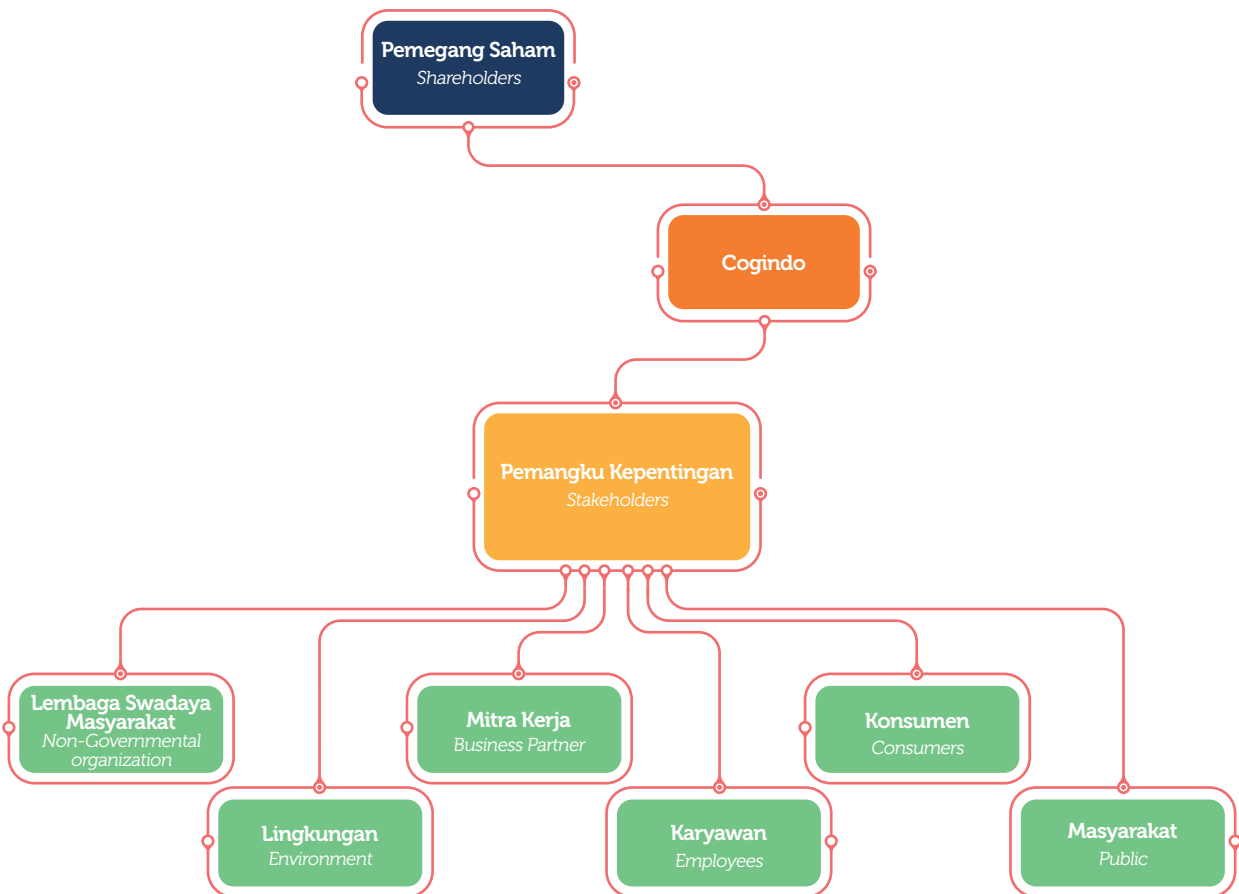 Pemegang Saham
Shareholders
Cogindo
Pemangku Kepentingan
Stakeholders
Lembaga Swadaya
Masyarakat
Non-Governmental
organization
Mitra Kerja
Business Partner
Konsumen
Consumers
Lingkungan
Environment
Karyawan
Employees
Masyarakat
Public